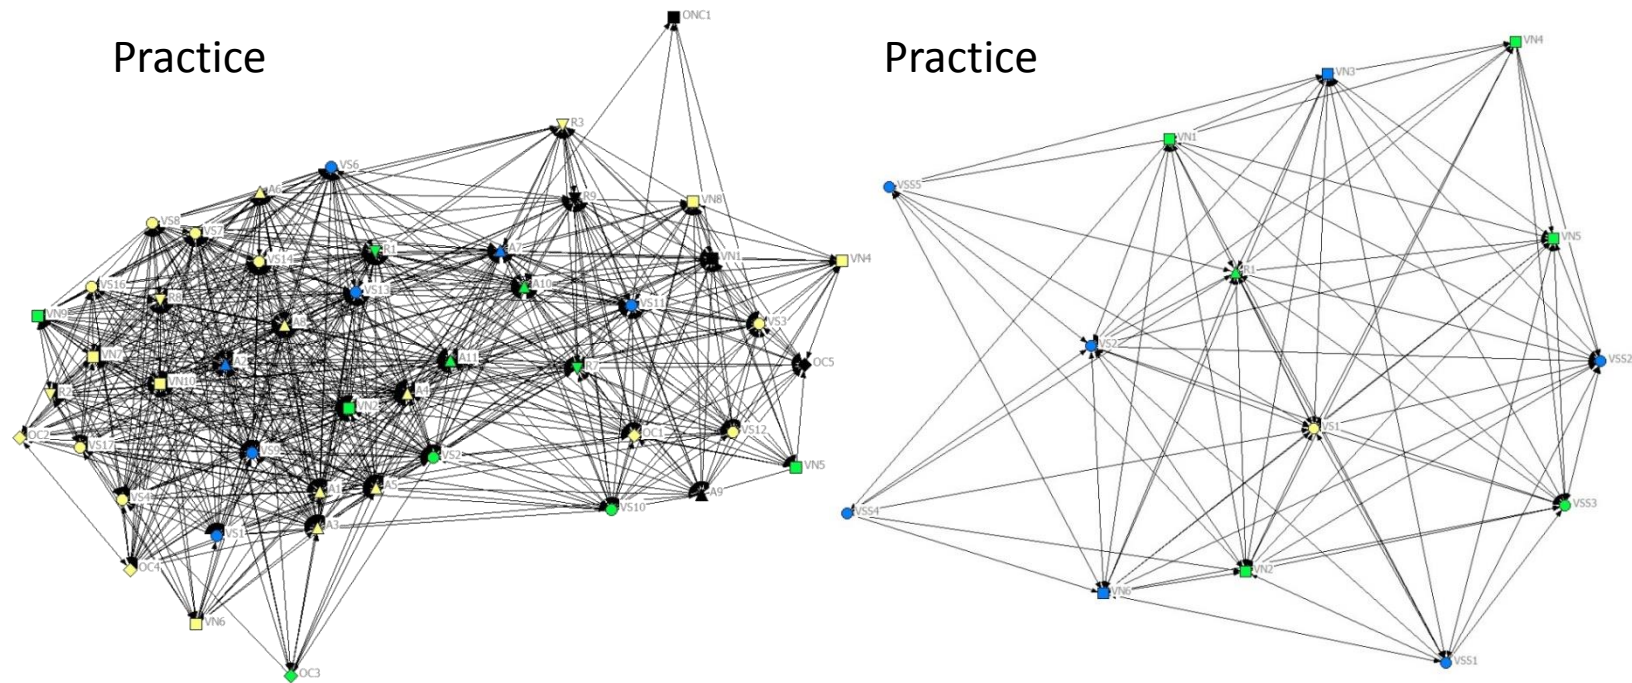 Practice
Practice
ONC1
R3
VS6
A6
R9
VN8
VS8
VS7
R1
A7
VS14
VN1
VN4
VS16
R8
VS13
A10
VN9
VS11
A8
VS3
VN7
A2
A11
R7
OC5
VN10
A4
R2
VN2
OC2
OC1
VS12
VS17
VS9
VS2
VN5
A1
A5
A9
VS4
VS10
VS1
A3
OC4
VN6
OC3
VN4
VN3
VN1
VSS5
VN5
R1
VS2
VSS2
VS1
VSS3
VSS4
VN2
VN6
VSS1